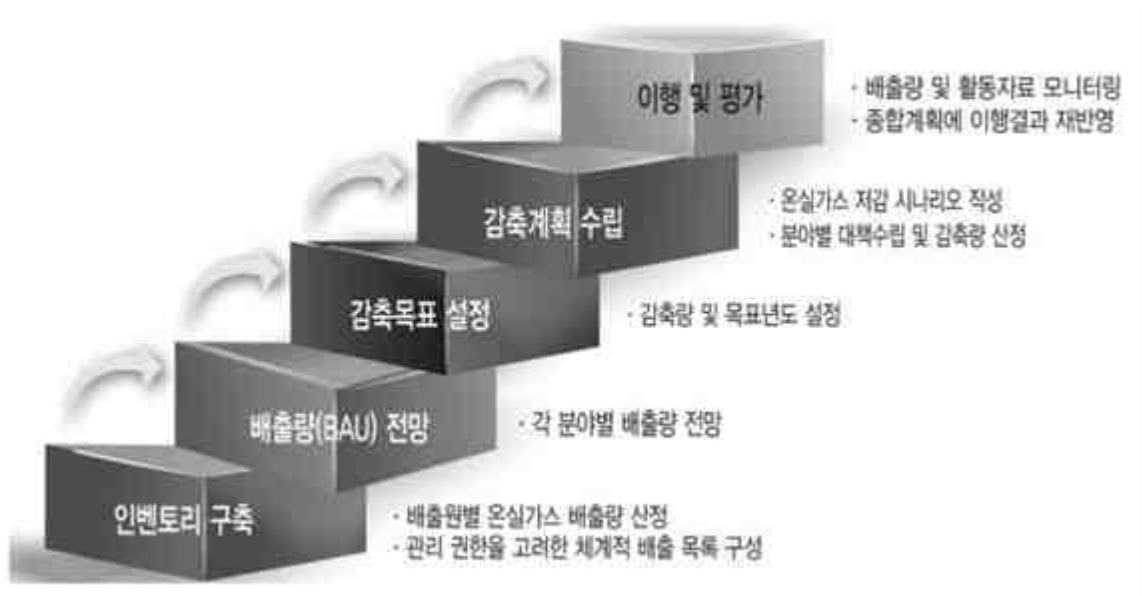 이행 및 평가
· 배출량 및 활동자료 모니터링
· 종합계획에 이행결과 재반영
감축계획 수립
· 온실가스 저감 시나리오 작성
· 분야별 대책수립 및 감축량 산정
감축목표 설정
· 감축량 및 목표년도 설정
배출량(BAU) 전망
· 각 분야별 배출량 전망
인벤토리 구축
· 배출원별 온실가스 배출량 산정
· 관리 권한을 고려한 체계적 배출 목록 구성